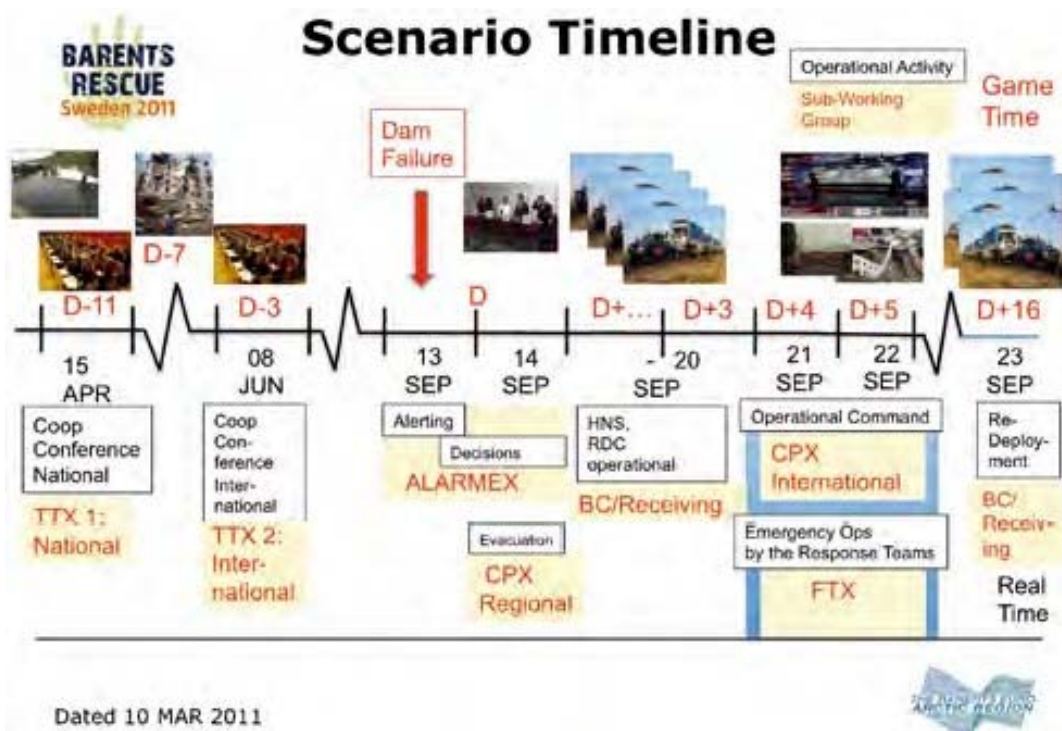 Scenario Timeline
BARENTS
RESCUE
Sweden 2011
Operational Activity
Sub-Working
Group
Game
Time
Dam
Failure
D-11
D-7
D-3
D
D+...
D+3
D+4
D+5
D+16
15
APR
08
JUN
13
SEP
14
SEP
- 20
SEP
21
SEP
22
SEP
23
SEP
Coop
Conference
National
TTX 1:
National
Coop
Con-
ference
Inter-
national
TTX 2:
Inter-
national
Alerting
Decisions
ALARMEX
Evacuation
CPX
Regional
HNS,
RDC
operational
BC/Receiving
Operational Command
CPX
International
Emergency Ops
by the Response Teams
FTX
Re-
Deploy-
ment
BC/
Receiv-
ing
Real
Time
Dated 10 MAR 2011
ARCTIC REGION